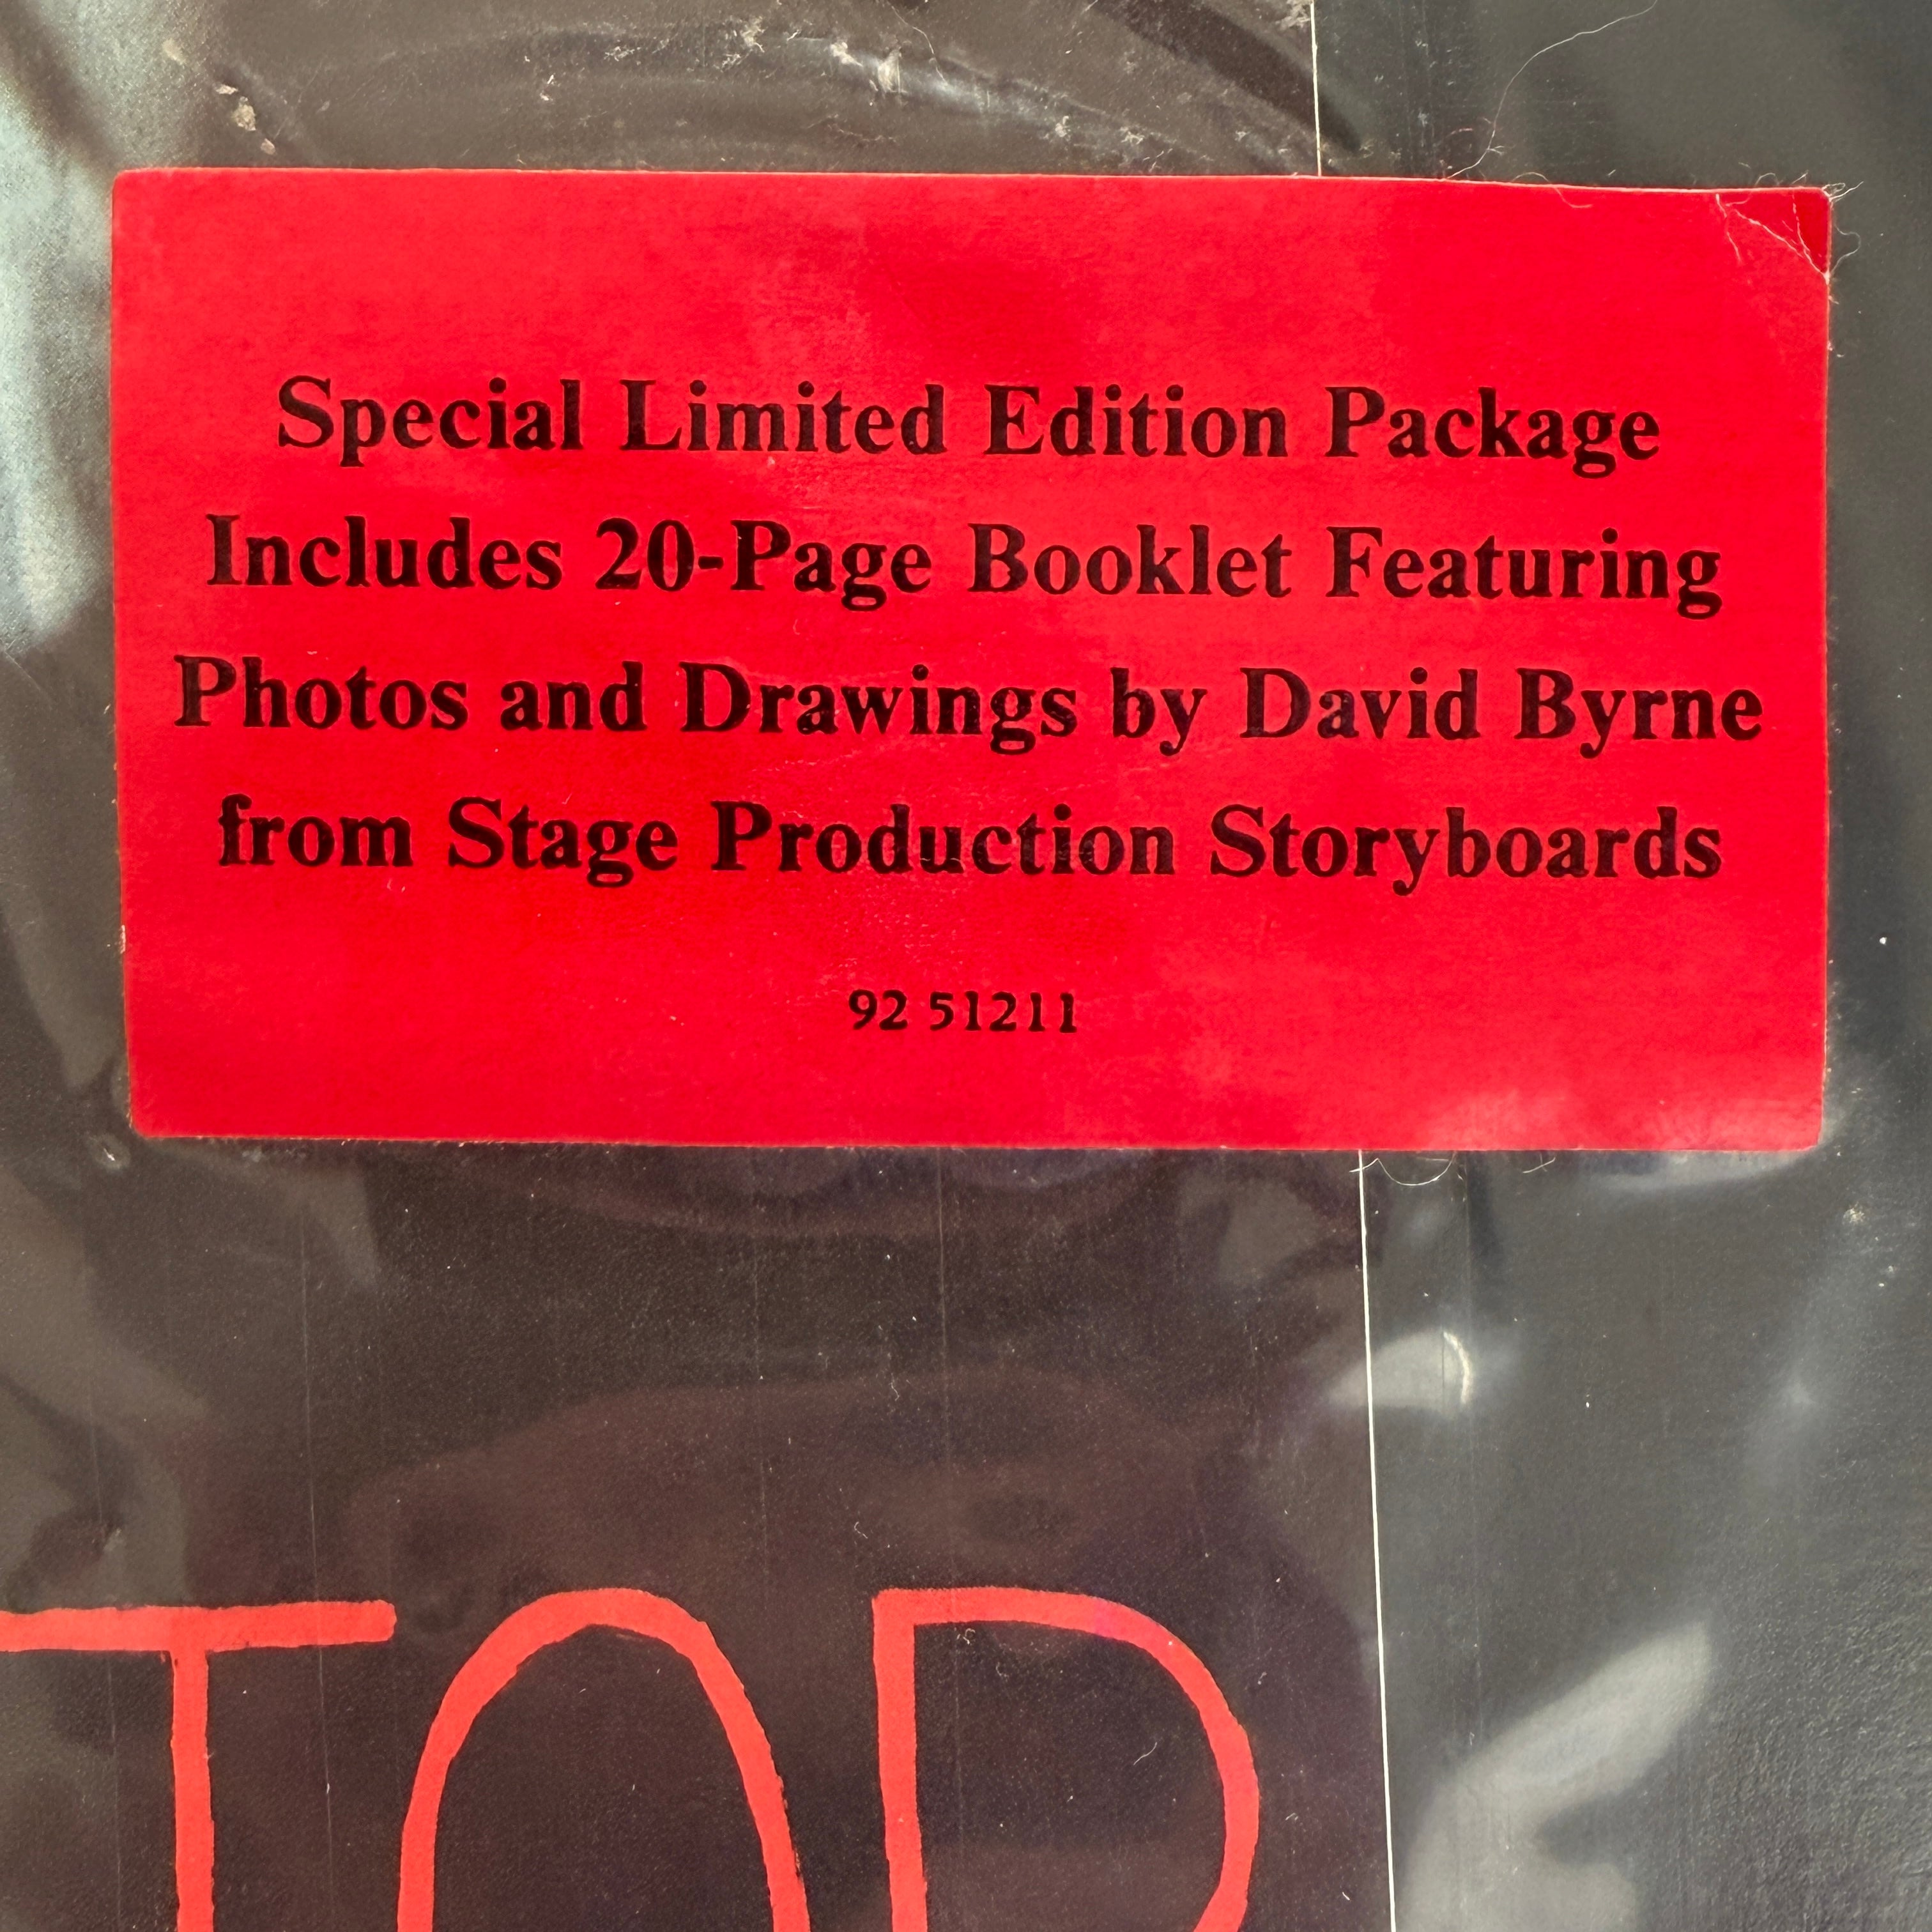 Special Limited Edition Package
Includes 20-Page Booklet Featuring
Photos and Drawings by David Byrne
from Stage Production Storyboards
92 51211
TOP